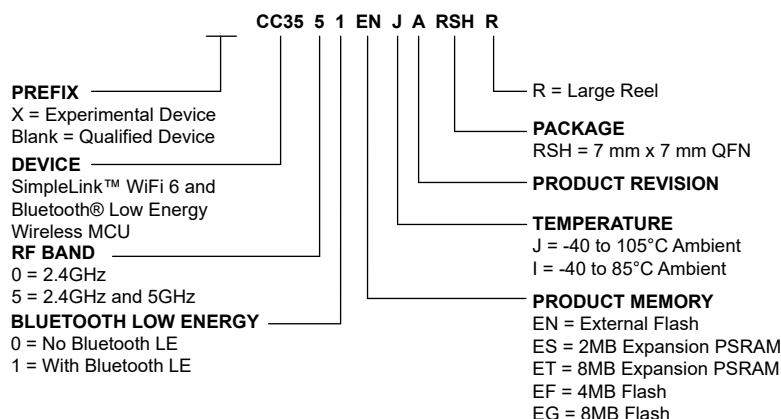 CC35 5 1 EN J A RSH R
PREFIX
X = Experimental Device
Blank = Qualified Device
DEVICE
SimpleLink™ WiFi 6 and
Bluetooth® Low Energy
Wireless MCU
RF BAND
0 = 2.4GHz
5 = 2.4GHz and 5GHz
BLUETOOTH LOW ENERGY
0 = No Bluetooth LE
1 = With Bluetooth LE
R = Large Reel
PACKAGE
RSH = 7 mm x 7 mm QFN
PRODUCT REVISION
TEMPERATURE
J = -40 to 105°C Ambient
I = -40 to 85°C Ambient
PRODUCT MEMORY
EN = External Flash
ES = 2MB Expansion PSRAM
ET = 8MB Expansion PSRAM
EF = 4MB Flash
EG = 8MB Flash